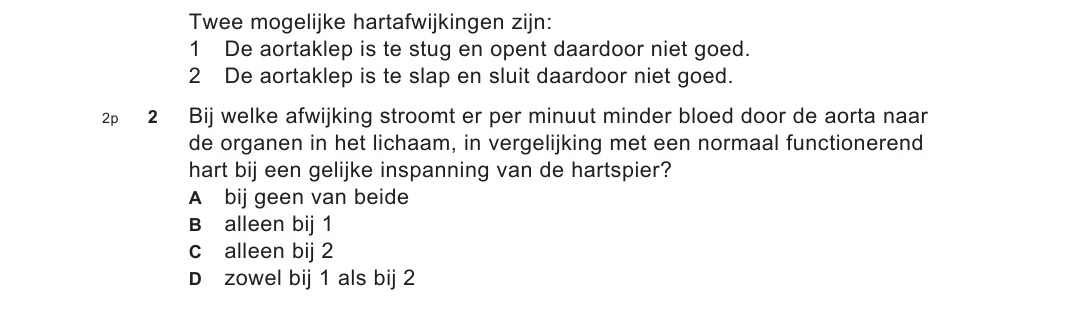 Twee mogelijke hartafwijkingen zijn:
1 De aortaklep is te stug en opent daardoor niet goed.
2 De aortaklep is te slap en sluit daardoor niet goed.
2p 2 Bij welke afwijking stroomt er per minuut minder bloed door de aorta naar
de organen in het lichaam, in vergelijking met een normaal functionerend
hart bij een gelijke inspanning van de hartspier?
A bij geen van beide
B alleen bij 1
C alleen bij 2
D zowel bij 1 als bij 2